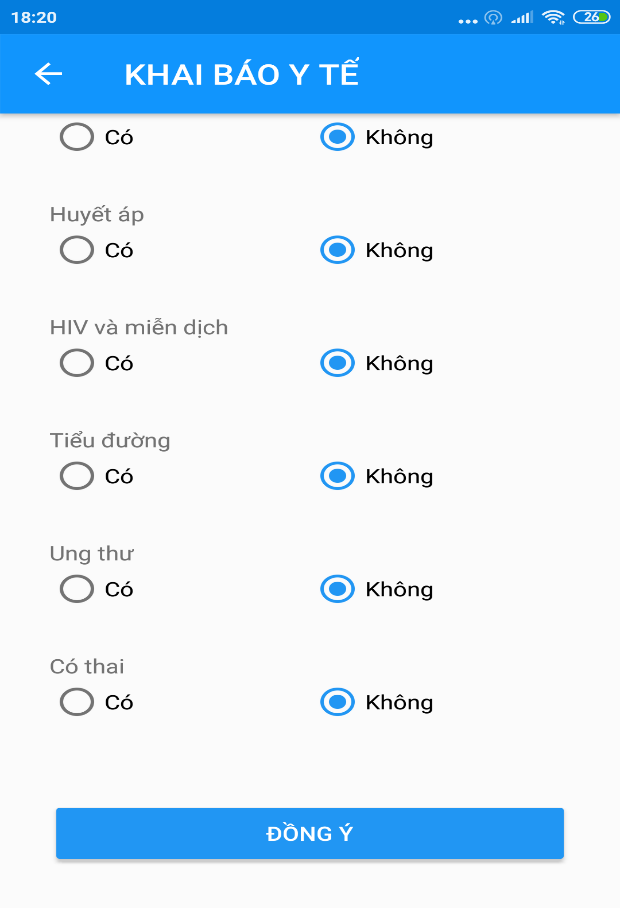 18:20
26
KHAI BÁO Y TẾ
Có Không
Huyết áp
Có Không
HIV và miễn dịch
Có Không
Tiểu đường
Có Không
Ung thư
Có Không
Có thai
Có Không
ĐỒNG Ý